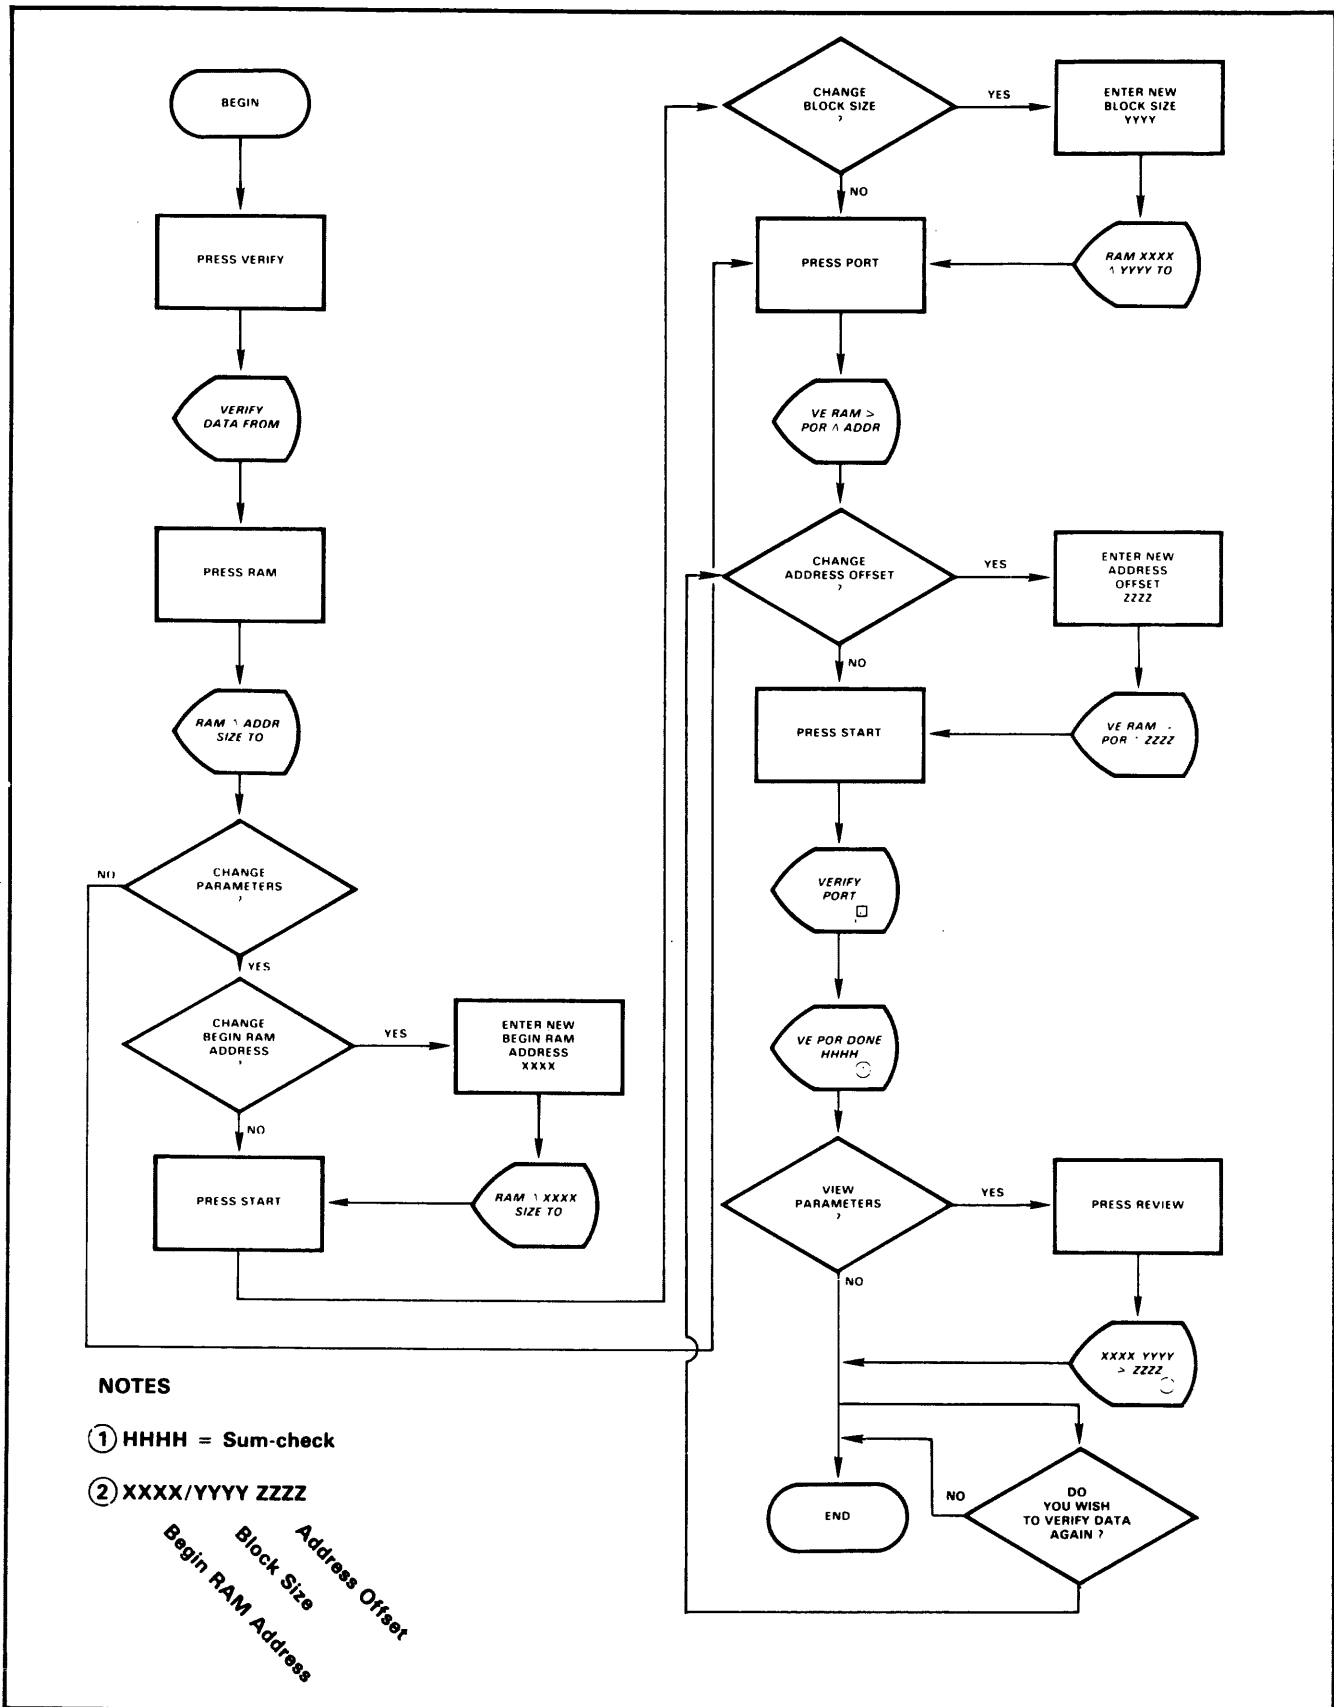 BEGIN
PRESS VERIFY
VERIFY
DATA FROM
PRESS RAM
RAM ADDR
SIZE TO
CHANGE
PARAMETERS
?
NO
YES
CHANGE
BEGIN RAM
ADDRESS
?
YES
ENTER NEW
BEGIN RAM
ADDRESS
XXXX
NO
RAM XXXX
SIZE TO
PRESS START
CHANGE
BLOCK SIZE
?
YES
ENTER NEW
BLOCK SIZE
YYYY
NO
RAM XXXX
YYYY TO
PRESS PORT
VE RAM >
POR ^ ADDR
CHANGE
ADDRESS OFFSET
?
YES
ENTER NEW
ADDRESS
OFFSET
ZZZZ
NO
VE RAM
POR ZZZZ
PRESS START
VERIFY
PORT
VE POR DONE
HHHH
VIEW
PARAMETERS
?
YES
PRESS REVIEW
NO
XXXX YYYY
> ZZZZ
DO
YOU WISH
TO VERIFY DATA
AGAIN ?
NO
END
NOTES
1 HHHH = Sum-check
2 XXXX/YYYY ZZZZ
Begin RAM Address
Block Size
Address Offset